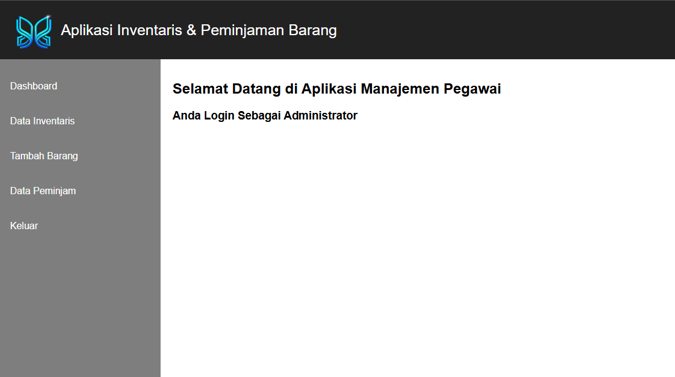 Aplikasi Inventaris & Peminjaman Barang
Dashboard
Data Inventaris
Tambah Barang
Data Peminjam
Keluar
Selamat Datang di Aplikasi Manajemen Pegawai
Anda Login Sebagai Administrator